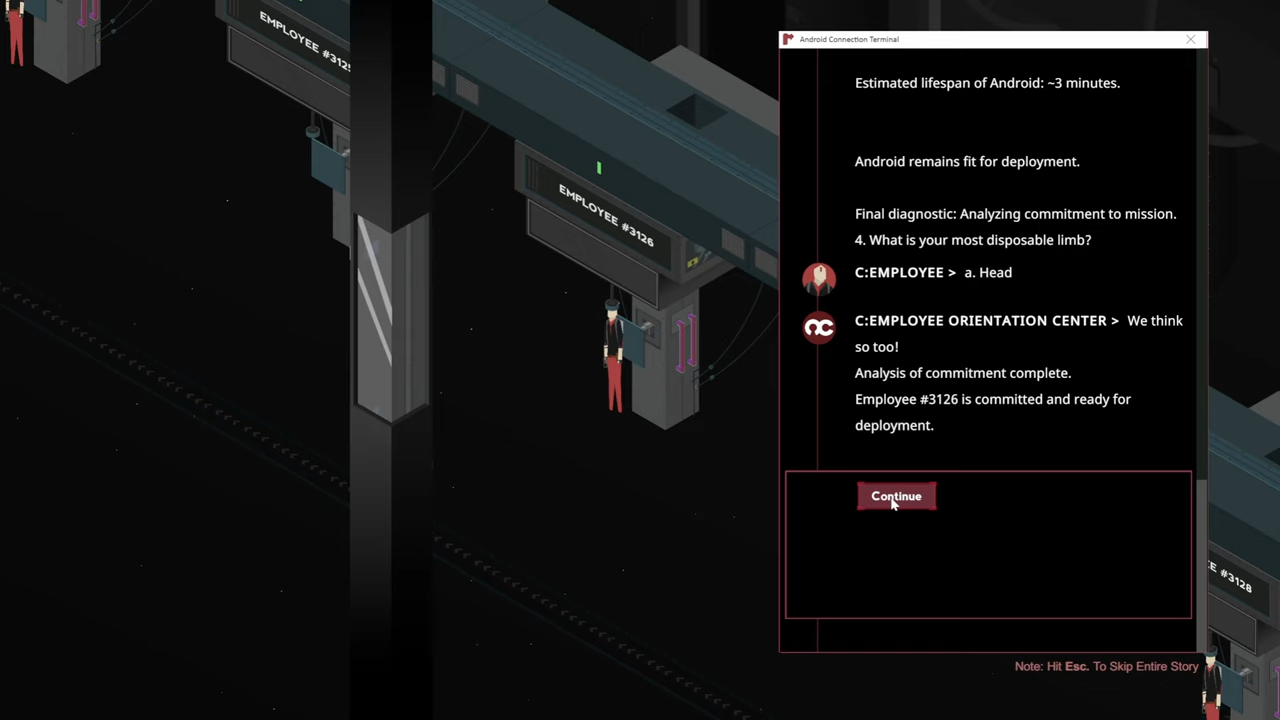 EMPLOYEE #3125
EMPLOYEE #3126
Android Connection Terminal
Estimated lifespan of Android: ~3 minutes.
Android remains fit for deployment.
Final diagnostic: Analyzing commitment to mission.
4. What is your most disposable limb?
C:EMPLOYEE > a. Head
C:EMPLOYEE ORIENTATION CENTER > We think
so too!
Analysis of commitment complete.
Employee #3126 is committed and ready for
deployment.
Continue
#3128
Note: Hit Esc. To Skip Entire Story